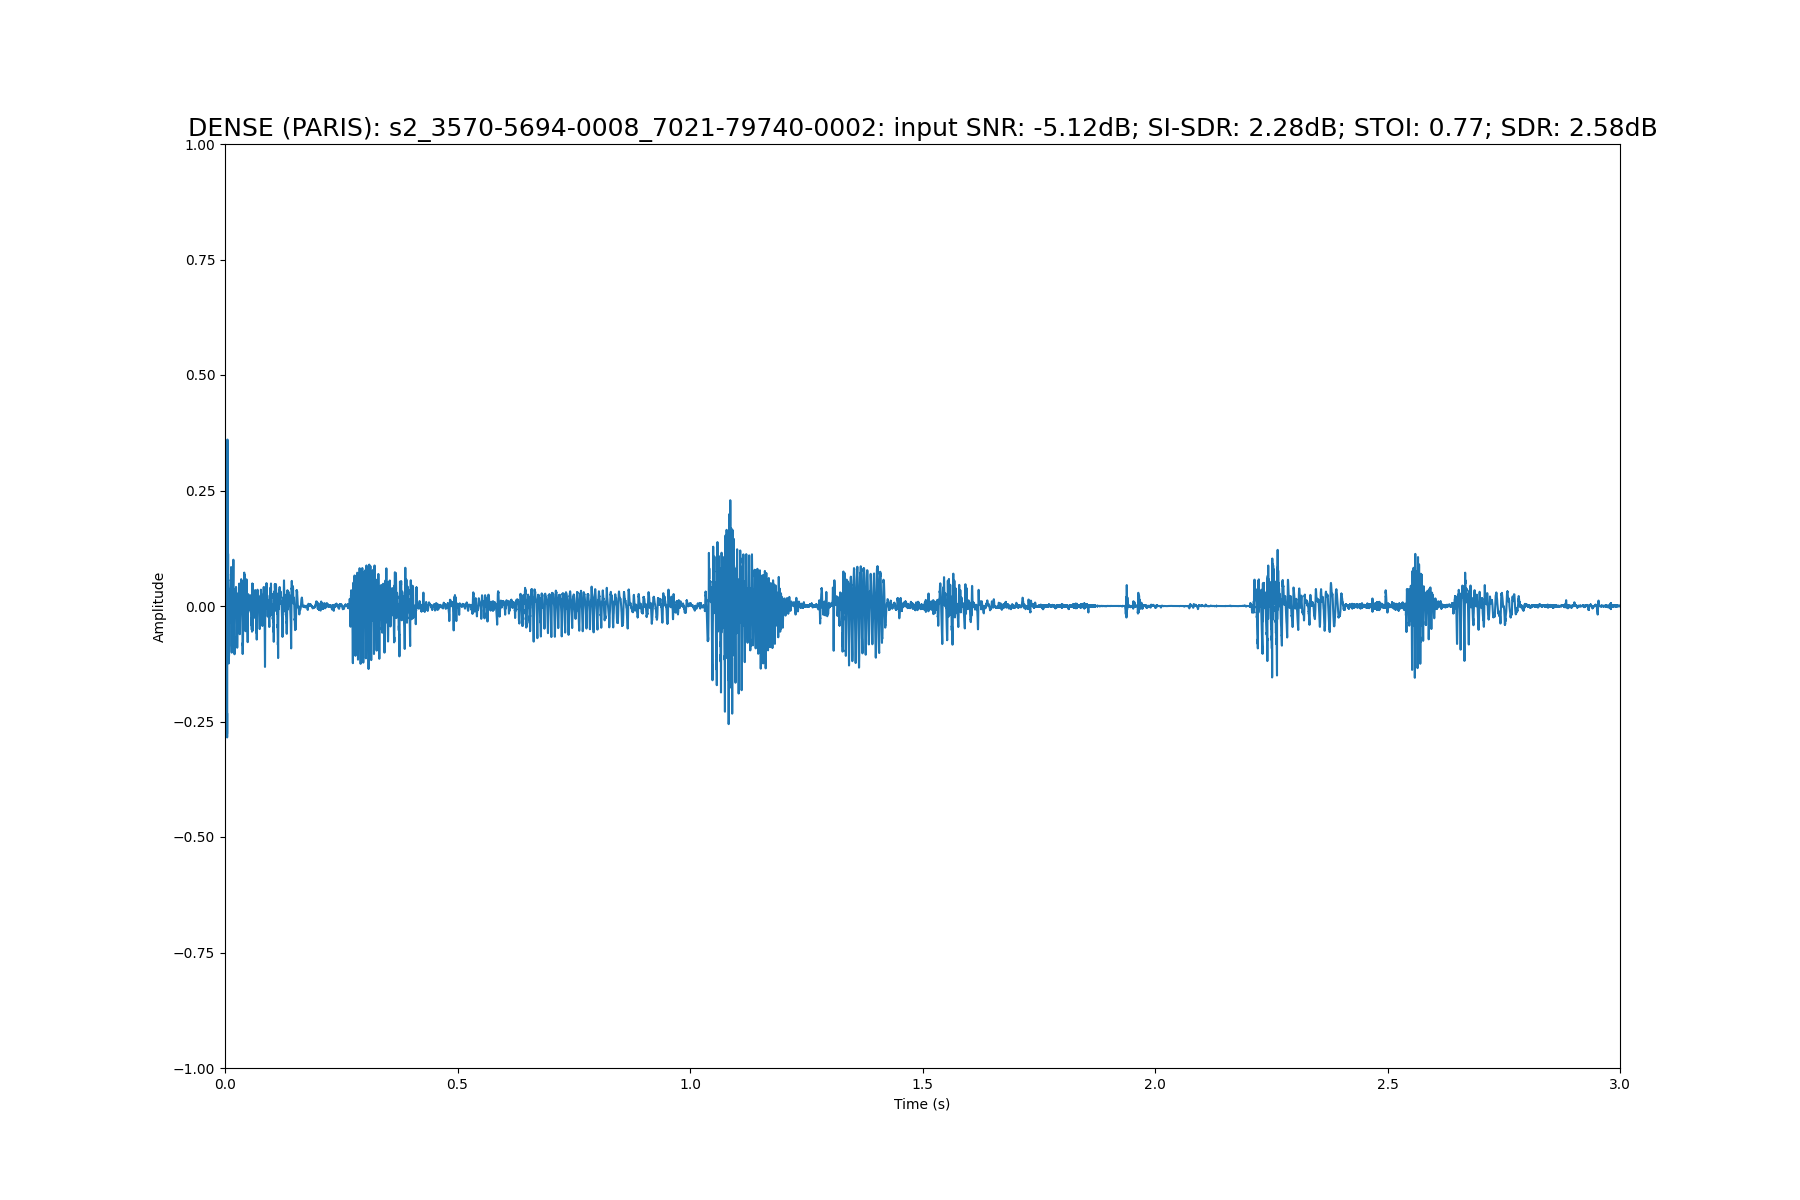 DENSE (PARIS): s2_3570-5694-0008_7021-79740-0002: input SNR: -5.12dB; SI-SDR: 2.28dB; STOI: 0.77; SDR: 2.58dB
1.00
0.75
0.50
0.25
0.00
−0.25
−0.50
−0.75
−1.00
Amplitude
0.0 0.5 1.0 1.5 2.0 2.5 3.0
Time (s)